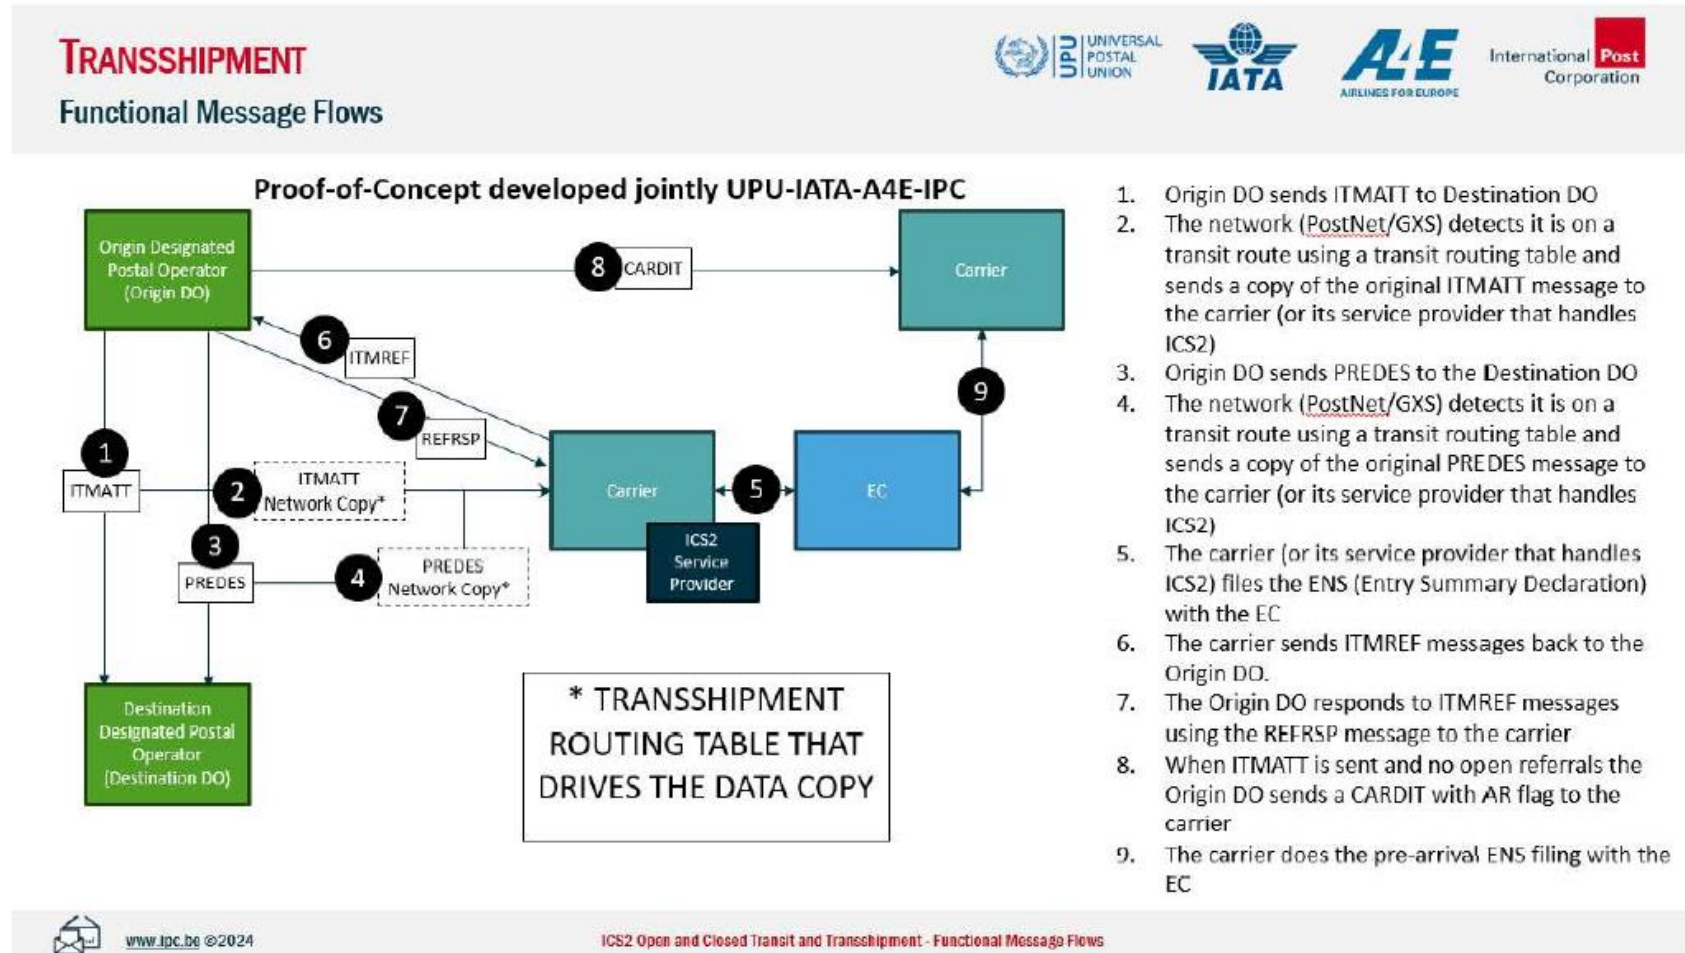 TRANSSHIPMENT
Functional Message Flows
UPU
UNIVERSAL
POSTAL
UNION
IATA
A4E
AIRLINES FOR EUROPE
International Post
Corporation
Proof-of-Concept developed jointly UPU-IATA-A4E-IPC
Origin Designated
Postal Operator
(Origin DO)
8
CARDIT
Carrier
6
ITMREF
7
REFRSP
9
1
ITMATT
2
ITMATT
Network Copy*
Carrier
5
EC
3
PREDES
4
PREDES
Network Copy*
ICS2
Service
Provider
Destination
Designated Postal
Operator
(Destination DO)
* TRANSSHIPMENT
ROUTING TABLE THAT
DRIVES THE DATA COPY
1. Origin DO sends ITMATT to Destination DO
2. The network (PostNet/GXS) detects it is on a
transit route using a transit routing table and
sends a copy of the original ITMATT message to
the carrier (or its service provider that handles
ICS2)
3. Origin DO sends PREDES to the Destination DO
4. The network (PostNet/GXS) detects it is on a
transit route using a transit routing table and
sends a copy of the original PREDES message to
the carrier (or its service provider that handles
ICS2)
5. The carrier (or its service provider that handles
ICS2) files the ENS (Entry Summary Declaration)
with the EC
6. The carrier sends ITMREF messages back to the
Origin DO.
7. The Origin DO responds to ITMREF messages
using the REFRSP message to the carrier
8. When ITMATT is sent and no open referrals the
Origin DO sends a CARDIT with AR flag to the
carrier
9. The carrier does the pre-arrival ENS filing with the
EC
www.ipc.be ©2024
ICS2 Open and Closed Transit and Transshipment - Functional Message Flows